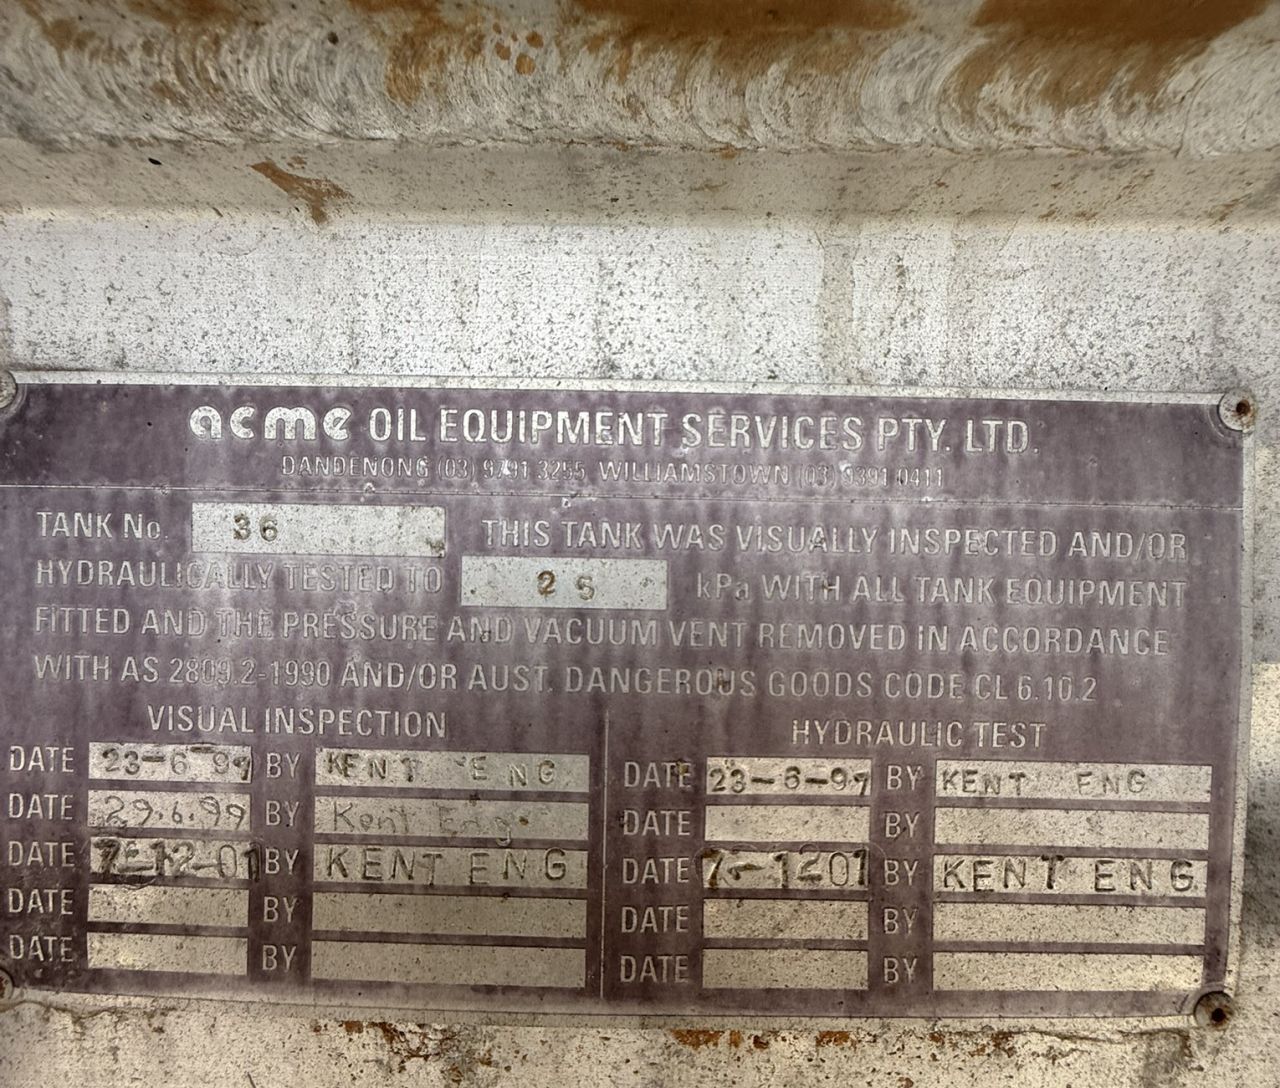 acme OIL EQUIPMENT SERVICES PTY. LTD.
DANDENONG (03) 9791 3255 WILLIAMSTOWN (03) 9391 0411
TANK No. 36 THIS TANK WAS VISUALLY INSPECTED AND/OR
HYDRAULICALLY TESTED TO 25 kPa WITH ALL TANK EQUIPMENT
FITTED AND THE PRESSURE AND VACUUM VENT REMOVED IN ACCORDANCE
WITH AS 2809.2-1990 AND/OR AUST. DANGEROUS GOODS CODE CL 6.10.2
VISUAL INSPECTION HYDRAULIC TEST
DATE 23-6-97 BY KENT ENG DATE 23-6-97 BY KENT ENG
DATE 29.6.99 BY Kent Eng DATE BY
DATE 7-12-01 BY KENT ENG DATE 7-12-01 BY KENT ENG
DATE BY DATE BY
DATE BY DATE BY